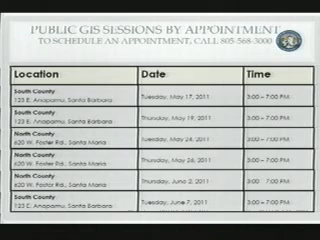 PUBLIC GIS SESSIONS BY APPOINTMENT
TO SCHEDULE AN APPOINTMENT, CALL 805-568-3000
Location Date Time
South County
123 E. Anapamu, Santa Barbara Tuesday, May 17, 2011 3:00 – 7:00 PM
South County
123 E. Anapamu, Santa Barbara Thursday, May 19, 2011 3:00 – 7:00 PM
North County
620 W. Foster Rd., Santa Maria Tuesday, May 24, 2011 3:00 – 7:00 PM
North County
620 W. Foster Rd., Santa Maria Thursday, May 26, 2011 3:00 – 7:00 PM
North County
620 W. Foster Rd., Santa Maria Thursday, June 2, 2011 3:00 – 7:00 PM
South County
123 E. Anapamu, Santa Barbara Tuesday, June 7, 2011 3:00 – 7:00 PM